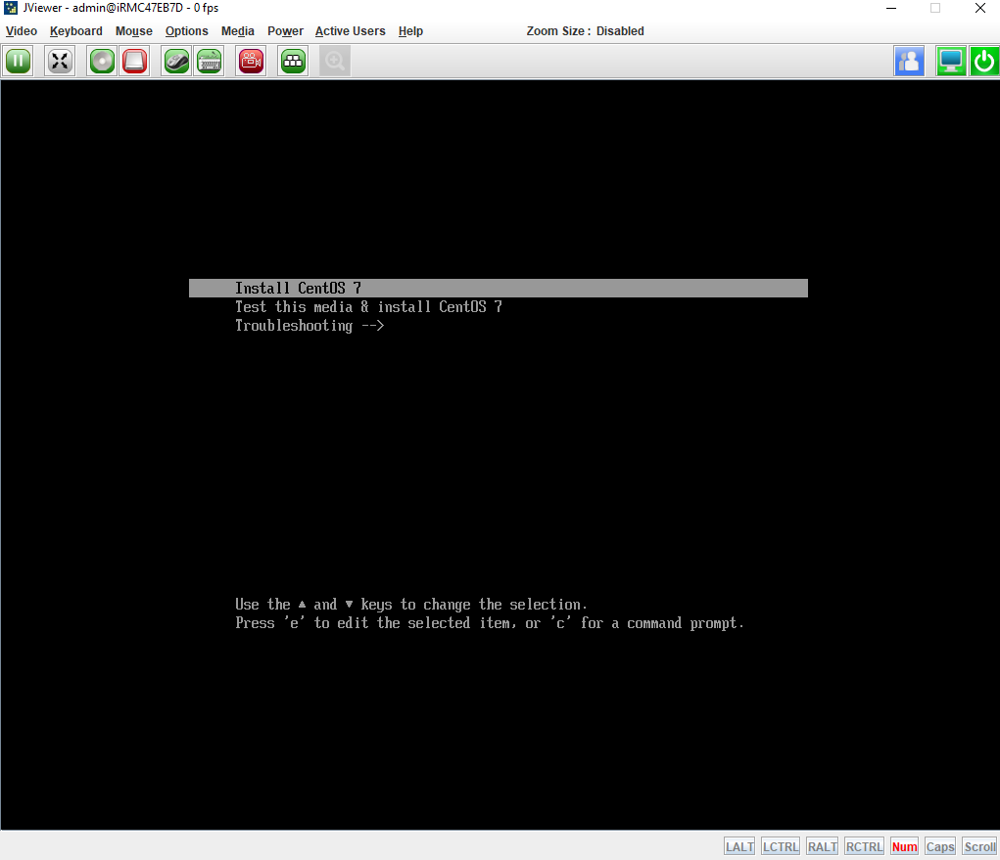 JViewer - admin@iRMC47EB7D - 0 fps
Video Keyboard Mouse Options Media Power Active Users Help Zoom Size : Disabled
Install CentOS 7
Test this media & install CentOS 7
Troubleshooting -->
Use the ▲ and ▼ keys to change the selection.
Press 'e' to edit the selected item, or 'c' for a command prompt.
LALT LCTRL RALT RCTRL Num Caps Scroll